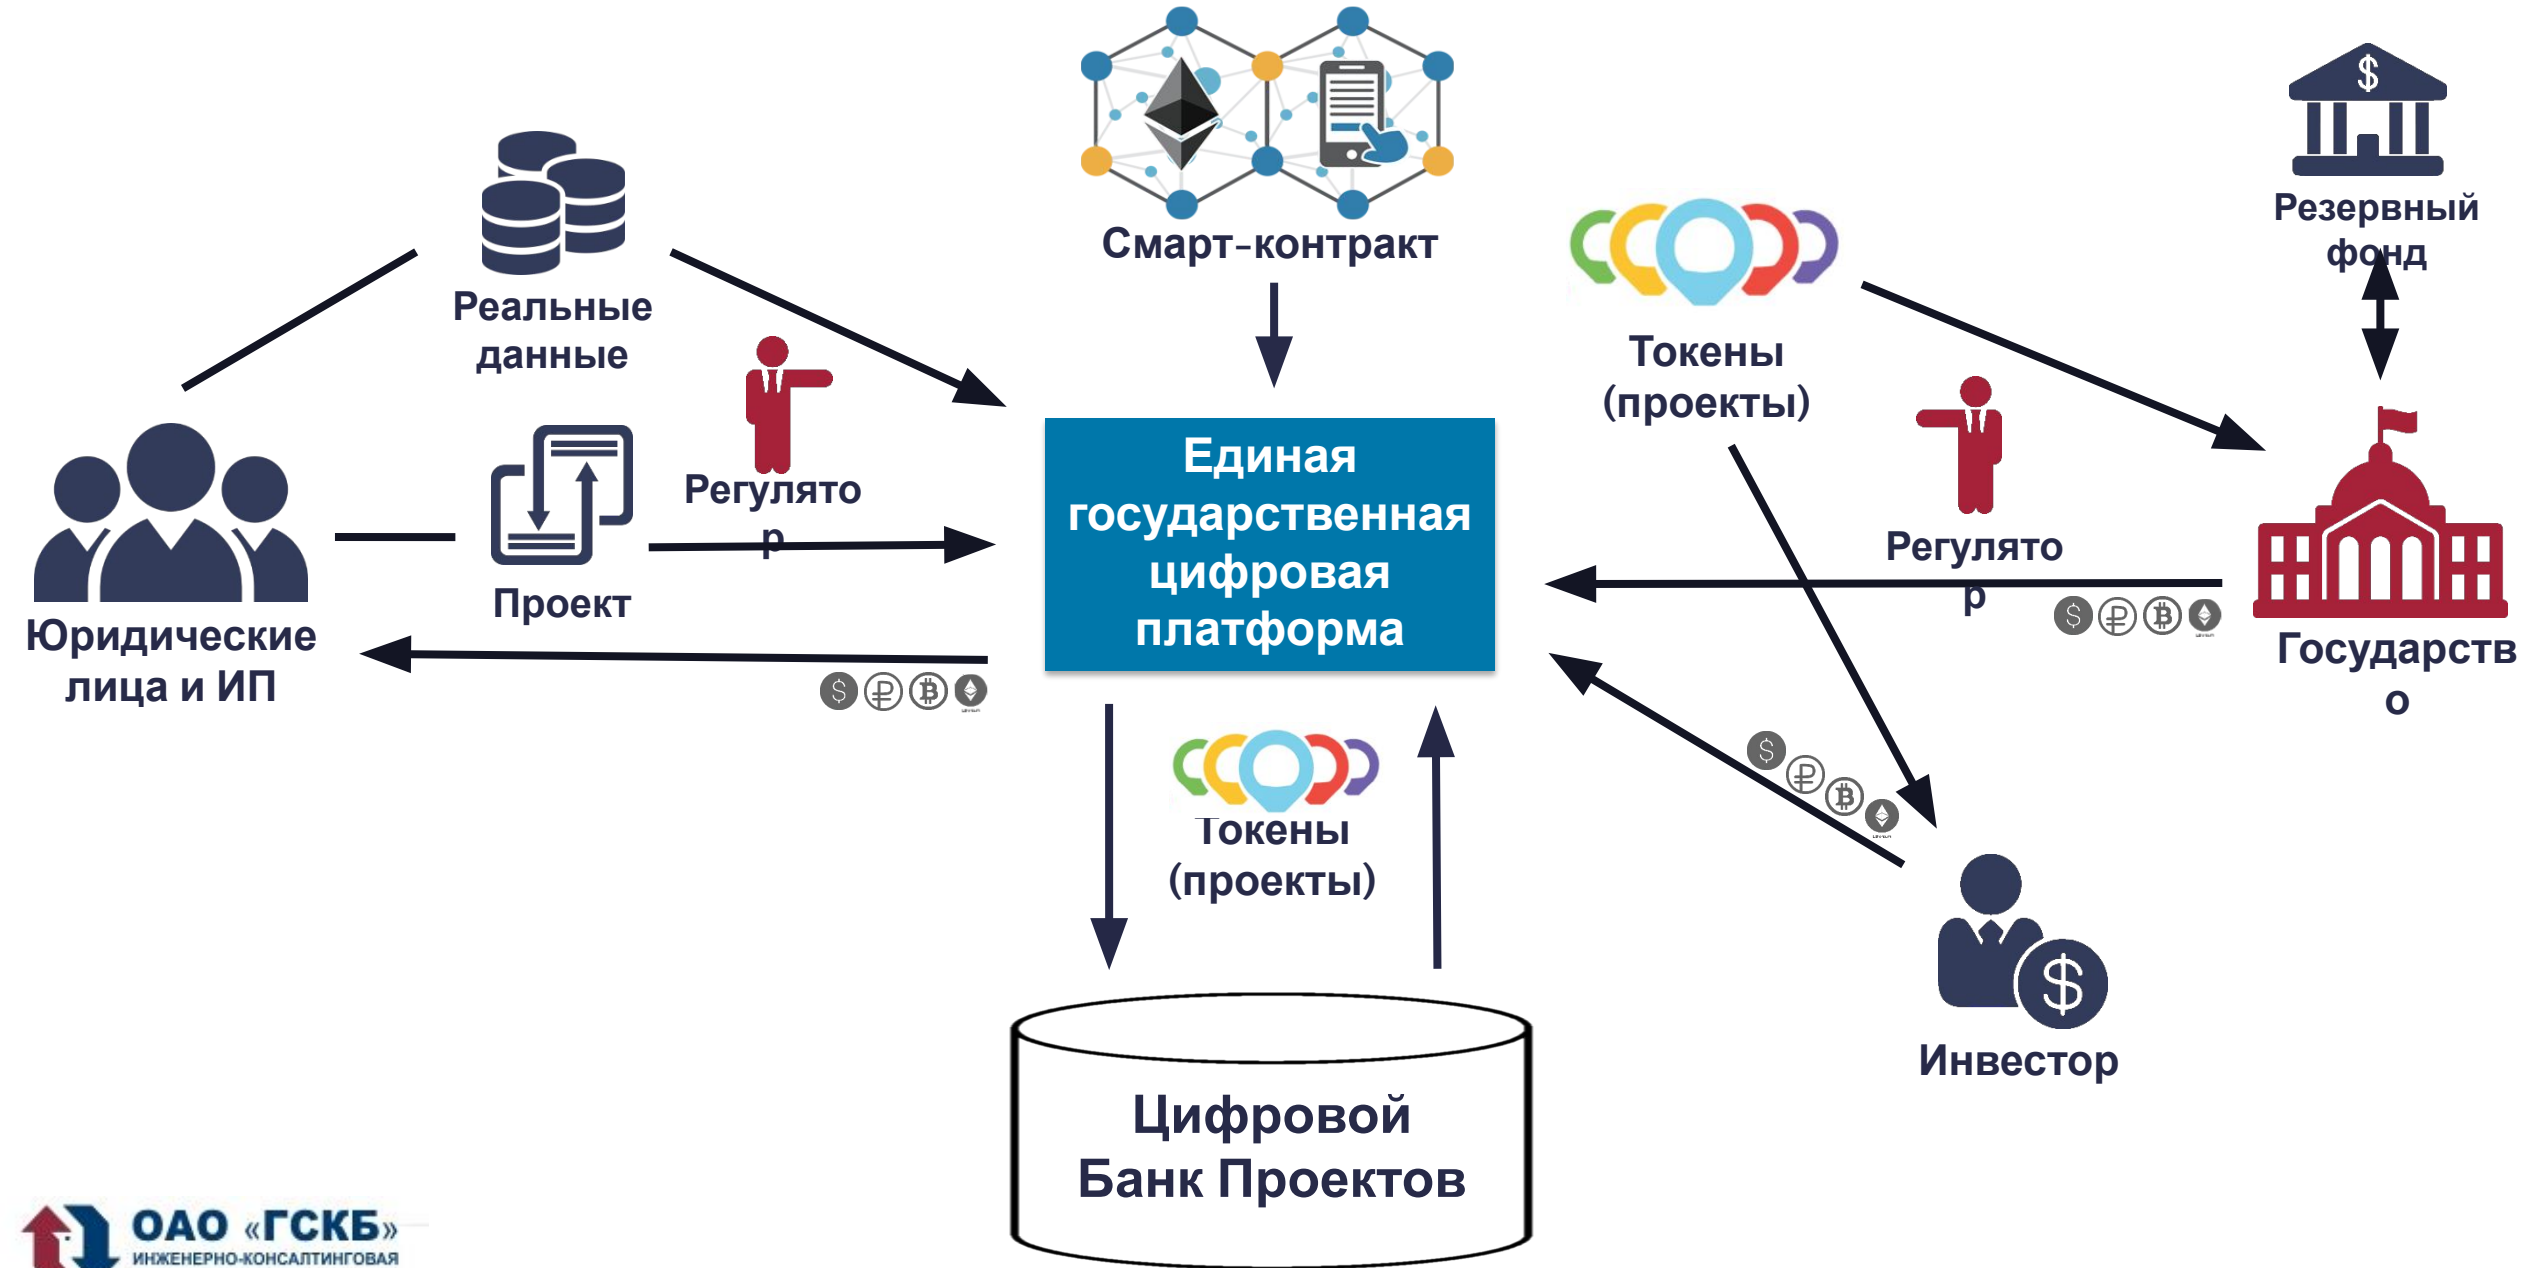 Смарт-контракт
Резервный
фонд
Реальные
данные
Токены
(проекты)
Регулято
р
Проект
Юридические
лица и ИП
Единая
государственная
цифровая
платформа
Регулято
р
Государств
о
Токены
(проекты)
Инвестор
Цифровой
Банк Проектов
ОАО «ГСКБ»
ИНЖЕНЕРНО-КОНСАЛТИНГОВАЯ